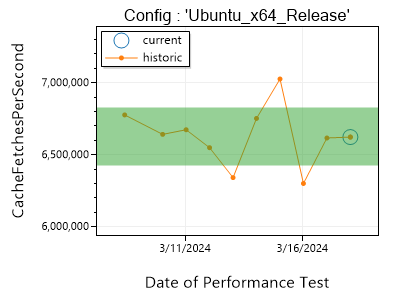 Config : 'Ubuntu_x64_Release'
current
historic
CacheFetchesPerSecond
7,000,000
6,500,000
6,000,000
3/11/2024
3/16/2024
Date of Performance Test